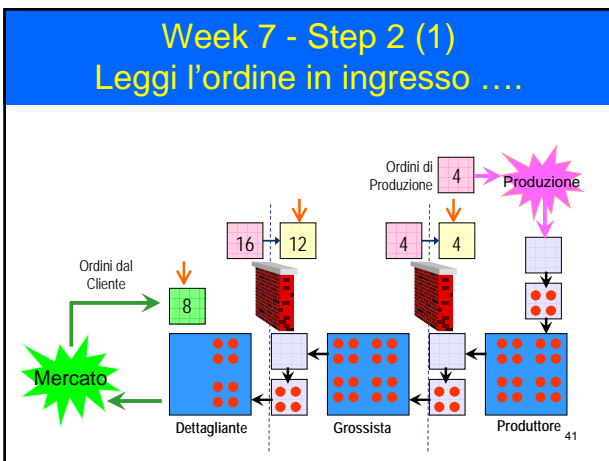 Week 7 - Step 2 (1)
Leggi l'ordine in ingresso ....
Ordini di
Produzione
4
Produzione
16
12
4
4
Ordini dal
Cliente
8
Mercato
Dettagliante
Grossista
Produttore
41